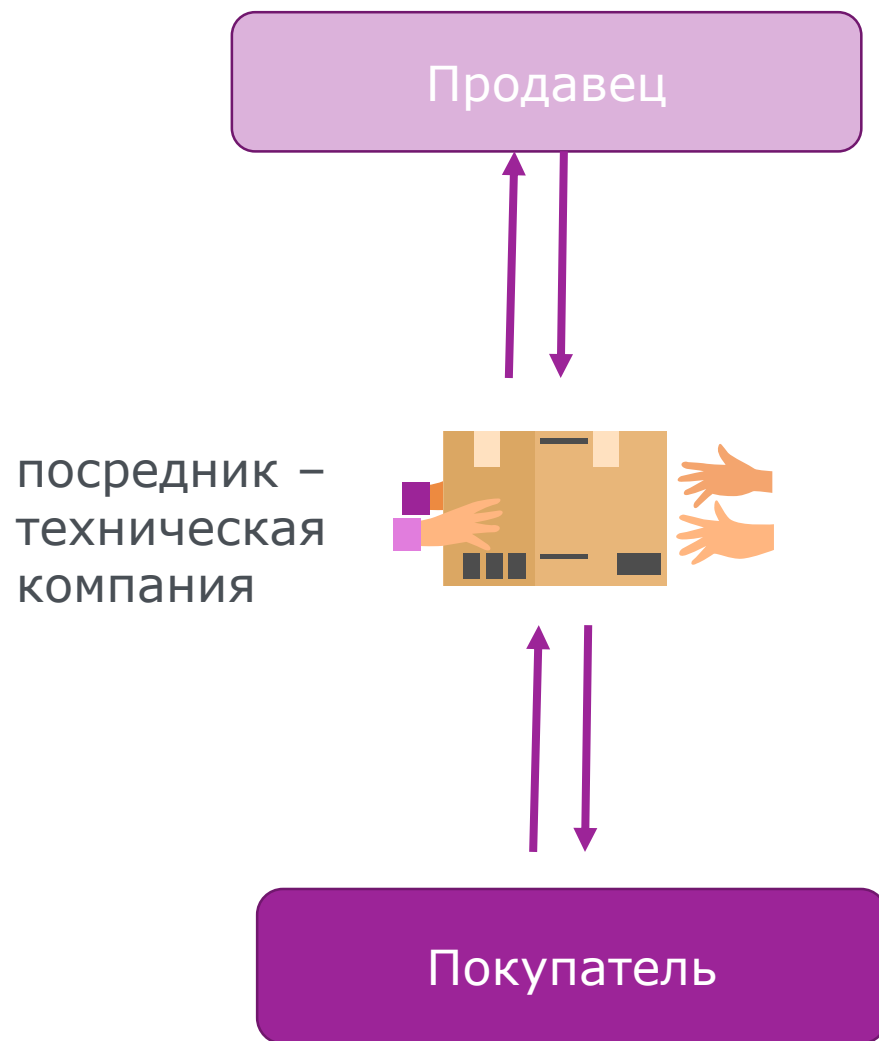 Продавец
посредник –
техническая
компания
Покупатель